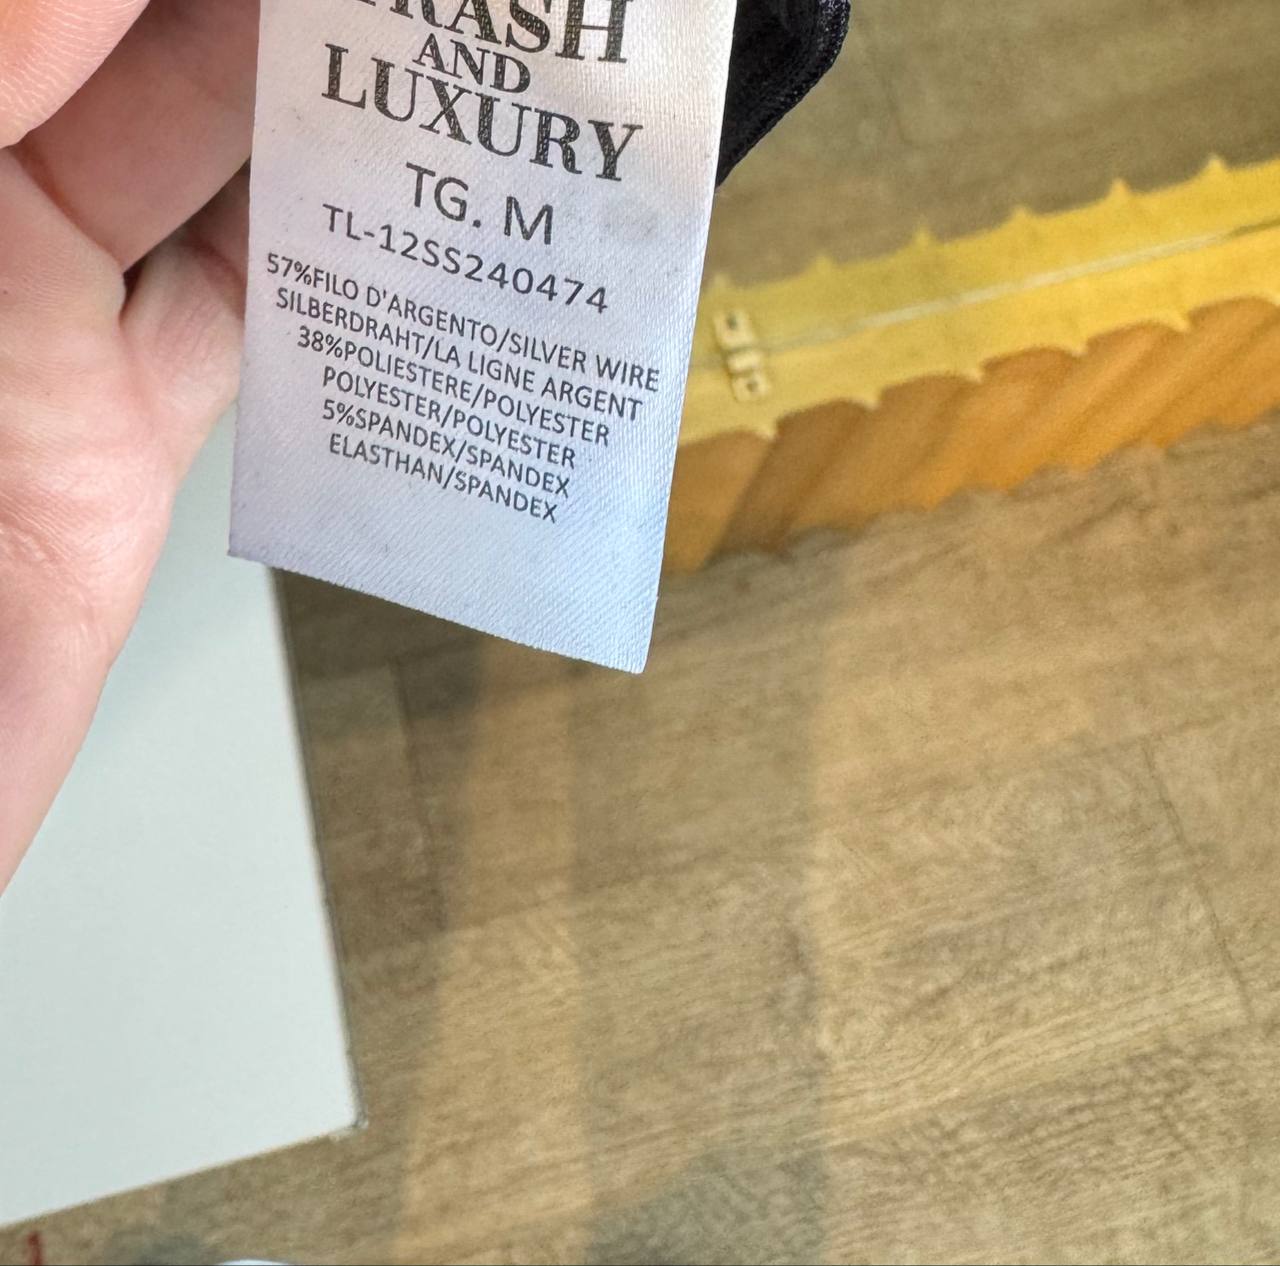 TRASH
AND
LUXURY
TG. M
TL-12SS240474
57%FILO D'ARGENTO/SILVER WIRE
SILBERDRAHT/LA LIGNE ARGENT
38%POLIESTERE/POLYESTER
POLYESTER/POLYESTER
5%SPANDEX/SPANDEX
ELASTHAN/SPANDEX